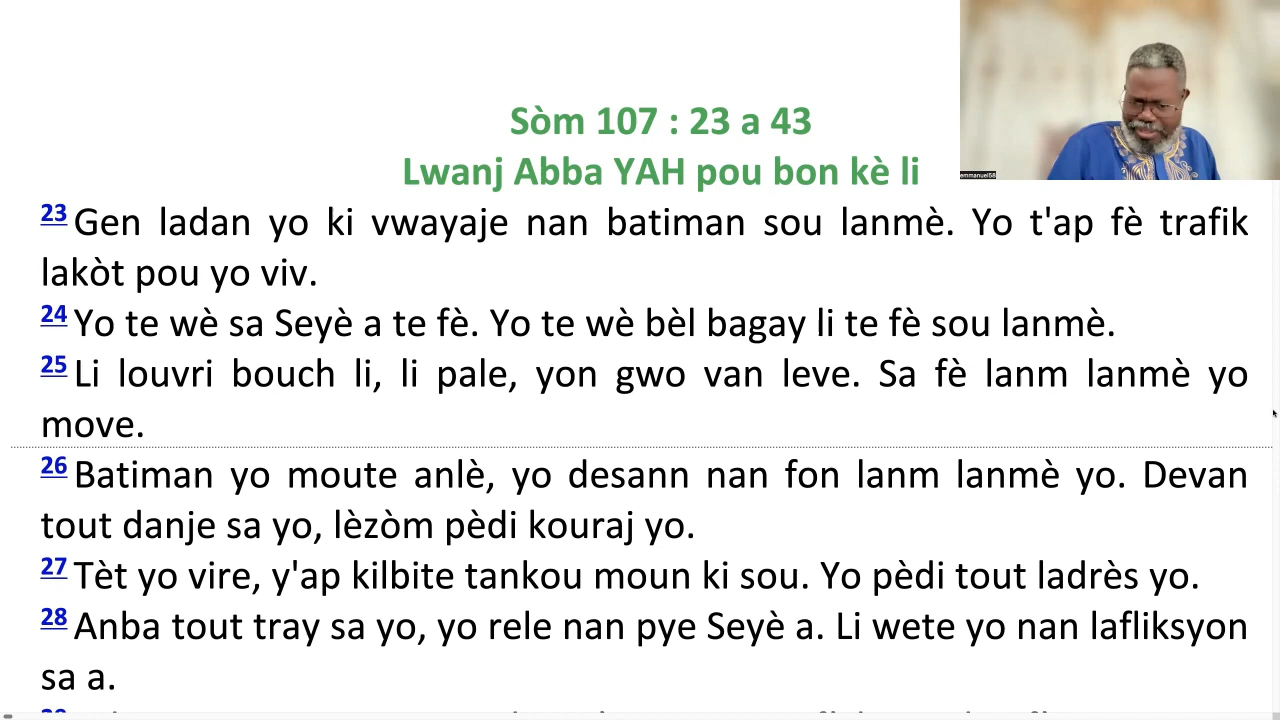 Sòm 107 : 23 a 43
Lwanj Abba YAH pou bon kè li
emmanuel58
23 Gen ladan yo ki vwayaje nan batiman sou lanmè. Yo t'ap fè trafik
lakòt pou yo viv.
24 Yo te wè sa Seyè a te fè. Yo te wè bèl bagay li te fè sou lanmè.
25 Li louvri bouch li, li pale, yon gwo van leve. Sa fè lanm lanmè yo
move.
26 Batiman yo moute anlè, yo desann nan fon lanm lanmè yo. Devan
tout danje sa yo, lèzòm pèdi kouraj yo.
27 Tèt yo vire, y'ap kilbite tankou moun ki sou. Yo pèdi tout ladrès yo.
28 Anba tout tray sa yo, yo rele nan pye Seyè a. Li wete yo nan lafliksyon
sa a.